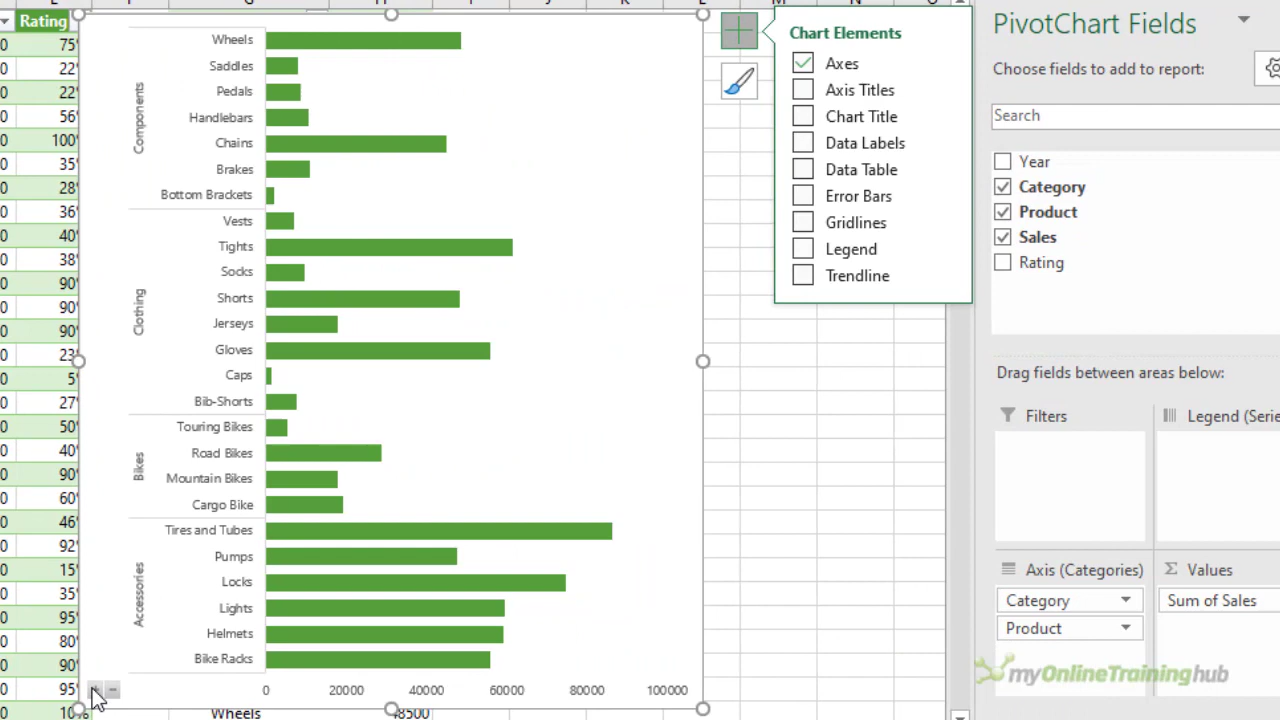 Rating
75%
22%
22%
56%
100%
35%
28%
36%
40%
38%
90%
90%
90%
23%
5%
27%
50%
40%
90%
60%
46%
92%
15%
35%
95%
80%
90%
95%
10%
Components
Wheels
Saddles
Pedals
Handlebars
Chains
Brakes
Bottom Brackets
Clothing
Vests
Tights
Socks
Shorts
Jerseys
Gloves
Caps
Bib-Shorts
Bikes
Touring Bikes
Road Bikes
Mountain Bikes
Cargo Bike
Accessories
Tires and Tubes
Pumps
Locks
Lights
Helmets
Bike Racks
0 20000 40000 60000 80000 100000
Wheels 48500
Chart Elements
Axes
Axis Titles
Chart Title
Data Labels
Data Table
Error Bars
Gridlines
Legend
Trendline
PivotChart Fields
Choose fields to add to report:
Search
Year
Category
Product
Sales
Rating
Drag fields between areas below:
Filters
Legend (Serie
Axis (Categories)
Category
Product
Σ Values
Sum of Sales
myOnlineTraininghub